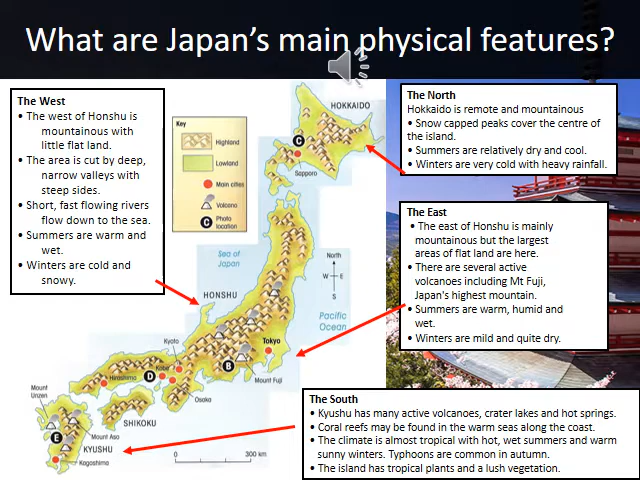 What are Japan's main physical features?
The West
• The west of Honshu is
mountainous with
little flat land.
• The area is cut by deep,
narrow valleys with
steep sides.
• Short, fast flowing rivers
flow down to the sea.
• Summers are warm and
wet.
• Winters are cold and
snowy.
Key
Highland
Lowland
Main cities
Volcano
C Photo
location
HOKKAIDO
C
Sapporo
The North
Hokkaido is remote and mountainous
• Snow capped peaks cover the centre of
the island.
• Summers are relatively dry and cool.
• Winters are very cold with heavy rainfall.
The East
• The east of Honshu is mainly
mountainous but the largest
areas of flat land are here.
• There are several active
volcanoes including Mt Fuji,
Japan's highest mountain.
• Summers are warm, humid and
wet.
• Winters are mild and quite dry.
Sea of
Japan
North
W E
S
HONSHU
Pacific
Ocean
Kyoto
Tokyo
Kobe
B
Hiroshima
D
Mount Fuji
Osaka
Mount
Unzen
SHIKOKU
E
Mount Aso
KYUSHU
Kagoshima
0 300 km
The South
• Kyushu has many active volcanoes, crater lakes and hot springs.
• Coral reefs may be found in the warm seas along the coast.
• The climate is almost tropical with hot, wet summers and warm
sunny winters. Typhoons are common in autumn.
• The island has tropical plants and a lush vegetation.